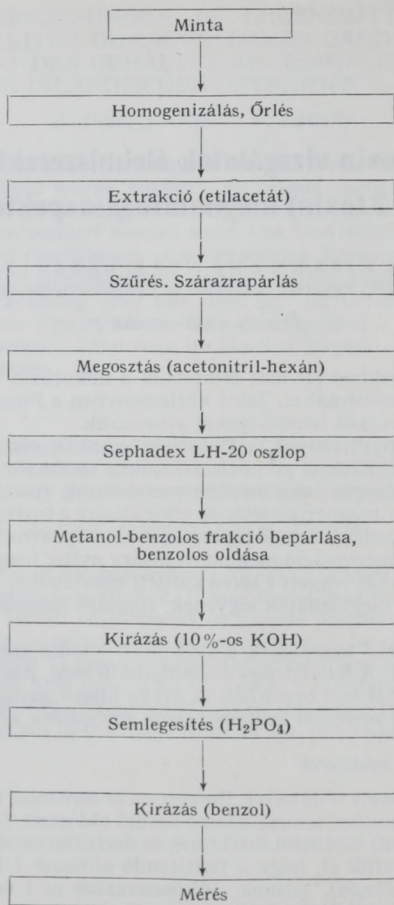 Minta
Homogenizálás, Őrlés
Extrakció (etilacetát)
Szűrés. Szárazrapárlás
Megosztás (acetonitril-hexán)
Sephadex LH-20 oszlop
Metanol-benzolos frakció bepárlása,
benzolos oldása
Kirázás (10%-os KOH)
Semlegesítés (H₂PO₄)
Kirázás (benzol)
Mérés